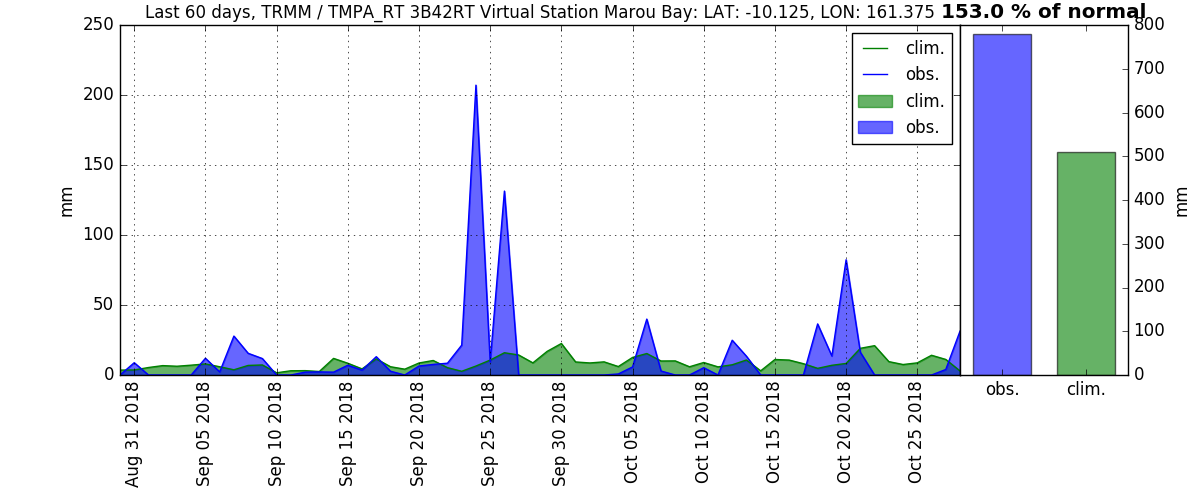 Last 60 days, TRMM / TMPA_RT 3B42RT Virtual Station Marou Bay: LAT: -10.125, LON: 161.375 153.0 % of normal
250
200
150
100
50
0
mm
clim.
obs.
clim.
obs.
800
700
600
500
400
300
200
100
0
mm
obs.
clim.
Aug 31 2018
Sep 05 2018
Sep 10 2018
Sep 15 2018
Sep 20 2018
Sep 25 2018
Sep 30 2018
Oct 05 2018
Oct 10 2018
Oct 15 2018
Oct 20 2018
Oct 25 2018